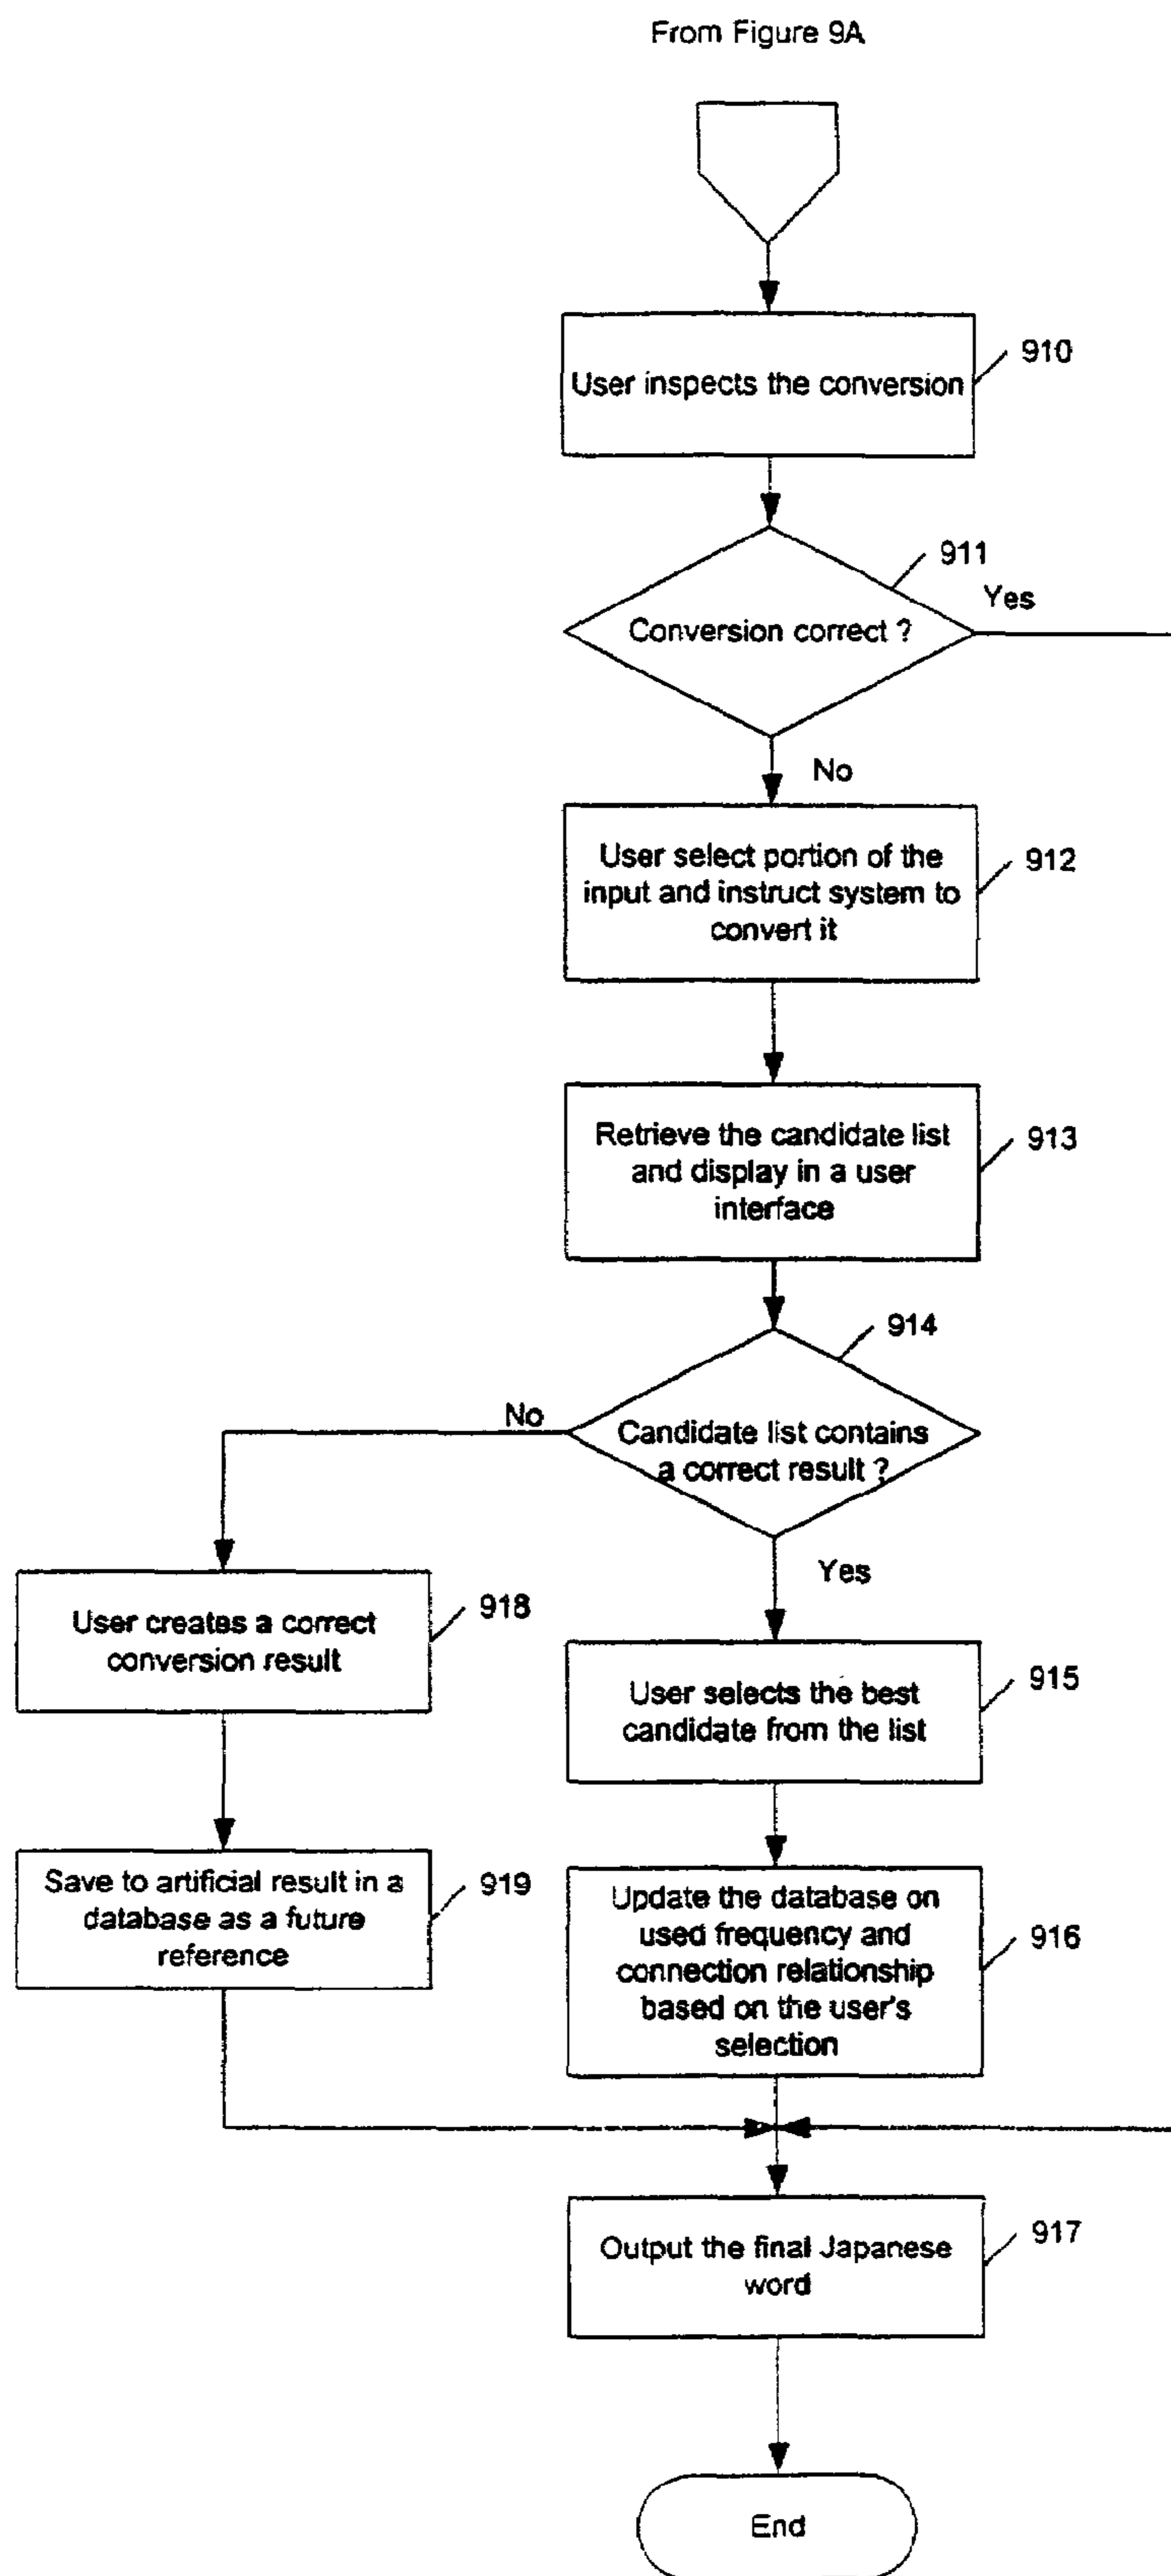 From Figure 9A
User inspects the conversion
910
911
Yes
Conversion correct ?
No
User select portion of the
input and instruct system to
convert it
912
Retrieve the candidate list
and display in a user
interface
913
914
No
Candidate list contains
a correct result ?
Yes
User creates a correct
conversion result
918
User selects the best
candidate from the list
915
Save to artificial result in a
database as a future
reference
919
Update the database on
used frequency and
connection relationship
based on the user's
selection
916
Output the final Japanese
word
917
End